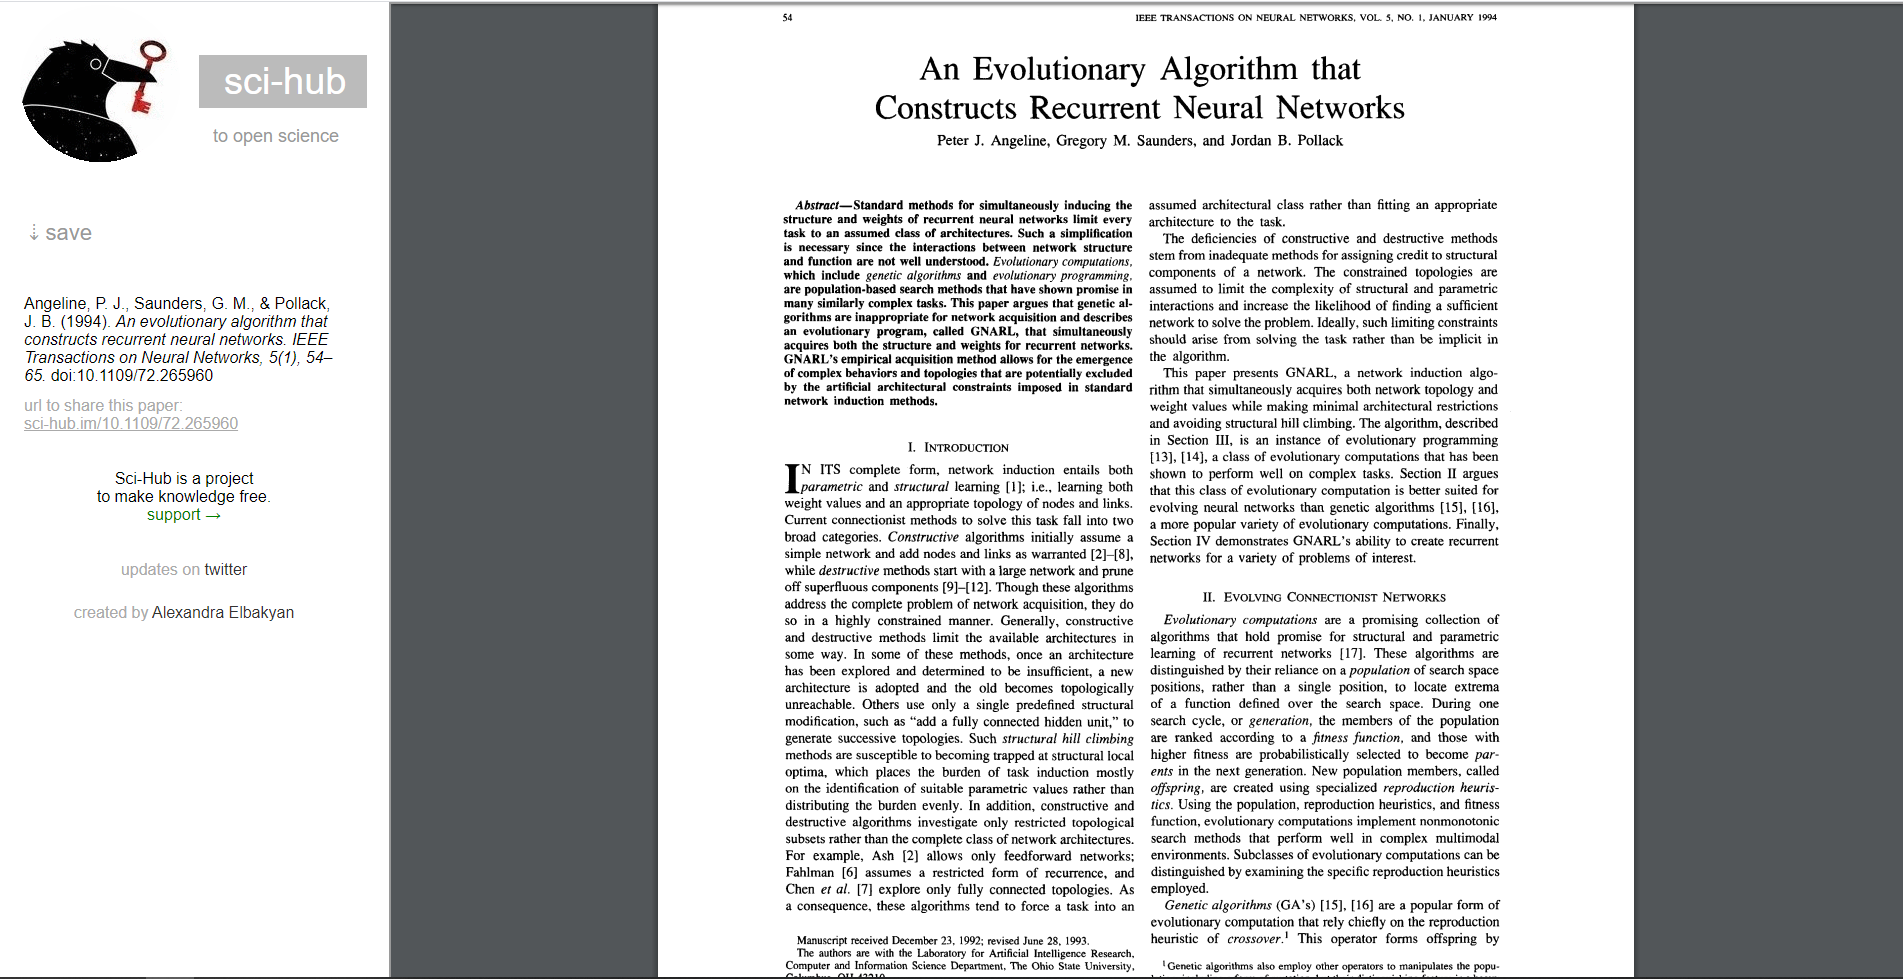 sci-hub
to open science
⇣ save
Angeline, P. J., Saunders, G. M., & Pollack,
J. B. (1994). An evolutionary algorithm that
constructs recurrent neural networks. IEEE
Transactions on Neural Networks, 5(1), 54–
65. doi:10.1109/72.265960
url to share this paper:
sci-hub.im/10.1109/72.265960
Sci-Hub is a project
to make knowledge free.
support →
updates on twitter
created by Alexandra Elbakyan
54
IEEE TRANSACTIONS ON NEURAL NETWORKS, VOL. 5, NO. 1, JANUARY 1994
An Evolutionary Algorithm that
Constructs Recurrent Neural Networks
Peter J. Angeline, Gregory M. Saunders, and Jordan B. Pollack
Abstract—Standard methods for simultaneously inducing the
structure and weights of recurrent neural networks limit every
task to an assumed class of architectures. Such a simplification
is necessary since the interactions between network structure
and function are not well understood. Evolutionary computations,
which include genetic algorithms and evolutionary programming,
are population-based search methods that have shown promise in
many similarly complex tasks. This paper argues that genetic al-
gorithms are inappropriate for network acquisition and describes
an evolutionary program, called GNARL, that simultaneously
acquires both the structure and weights for recurrent networks.
GNARL's empirical acquisition method allows for the emergence
of complex behaviors and topologies that are potentially excluded
by the artificial architectural constraints imposed in standard
network induction methods.
I. INTRODUCTION
IN ITS complete form, network induction entails both
parametric and structural learning [1]; i.e., learning both
weight values and an appropriate topology of nodes and links.
Current connectionist methods to solve this task fall into two
broad categories. Constructive algorithms initially assume a
simple network and add nodes and links as warranted [2]–[8],
while destructive methods start with a large network and prune
off superfluous components [9]–[12]. Though these algorithms
address the complete problem of network acquisition, they do
so in a highly constrained manner. Generally, constructive
and destructive methods limit the available architectures in
some way. In some of these methods, once an architecture
has been explored and determined to be insufficient, a new
architecture is adopted and the old becomes topologically
unreachable. Others use only a single predefined structural
modification, such as “add a fully connected hidden unit,” to
generate successive topologies. Such structural hill climbing
methods are susceptible to becoming trapped at structural local
optima, which places the burden of task induction mostly
on the identification of suitable parametric values rather than
distributing the burden evenly. In addition, constructive and
destructive algorithms investigate only restricted topological
subsets rather than the complete class of network architectures.
For example, Ash [2] allows only feedforward networks;
Fahlman [6] assumes a restricted form of recurrence, and
Chen et al. [7] explore only fully connected topologies. As
a consequence, these algorithms tend to force a task into an
Manuscript received December 23, 1992; revised June 28, 1993.
The authors are with the Laboratory for Artificial Intelligence Research,
Computer and Information Science Department, The Ohio State University,
Columbus, OH 43210
assumed architectural class rather than fitting an appropriate
architecture to the task.
The deficiencies of constructive and destructive methods
stem from inadequate methods for assigning credit to structural
components of a network. The constrained topologies are
assumed to limit the complexity of structural and parametric
interactions and increase the likelihood of finding a sufficient
network to solve the problem. Ideally, such limiting constraints
should arise from solving the task rather than be implicit in
the algorithm.
This paper presents GNARL, a network induction algo-
rithm that simultaneously acquires both network topology and
weight values while making minimal architectural restrictions
and avoiding structural hill climbing. The algorithm, described
in Section III, is an instance of evolutionary programming
[13], [14], a class of evolutionary computations that has been
shown to perform well on complex tasks. Section II argues
that this class of evolutionary computation is better suited for
evolving neural networks than genetic algorithms [15], [16],
a more popular variety of evolutionary computations. Finally,
Section IV demonstrates GNARL's ability to create recurrent
networks for a variety of problems of interest.
II. EVOLVING CONNECTIONIST NETWORKS
Evolutionary computations are a promising collection of
algorithms that hold promise for structural and parametric
learning of recurrent networks [17]. These algorithms are
distinguished by their reliance on a population of search space
positions, rather than a single position, to locate extrema
of a function defined over the search space. During one
search cycle, or generation, the members of the population
are ranked according to a fitness function, and those with
higher fitness are probabilistically selected to become par-
ents in the next generation. New population members, called
offspring, are created using specialized reproduction heuris-
tics. Using the population, reproduction heuristics, and fitness
function, evolutionary computations implement nonmonotonic
search methods that perform well in complex multimodal
environments. Subclasses of evolutionary computations can be
distinguished by examining the specific reproduction heuristics
employed.
Genetic algorithms (GA's) [15], [16] are a popular form of
evolutionary computation that rely chiefly on the reproduction
heuristic of crossover.¹ This operator forms offspring by
¹Genetic algorithms also employ other operators to manipulates the popu-